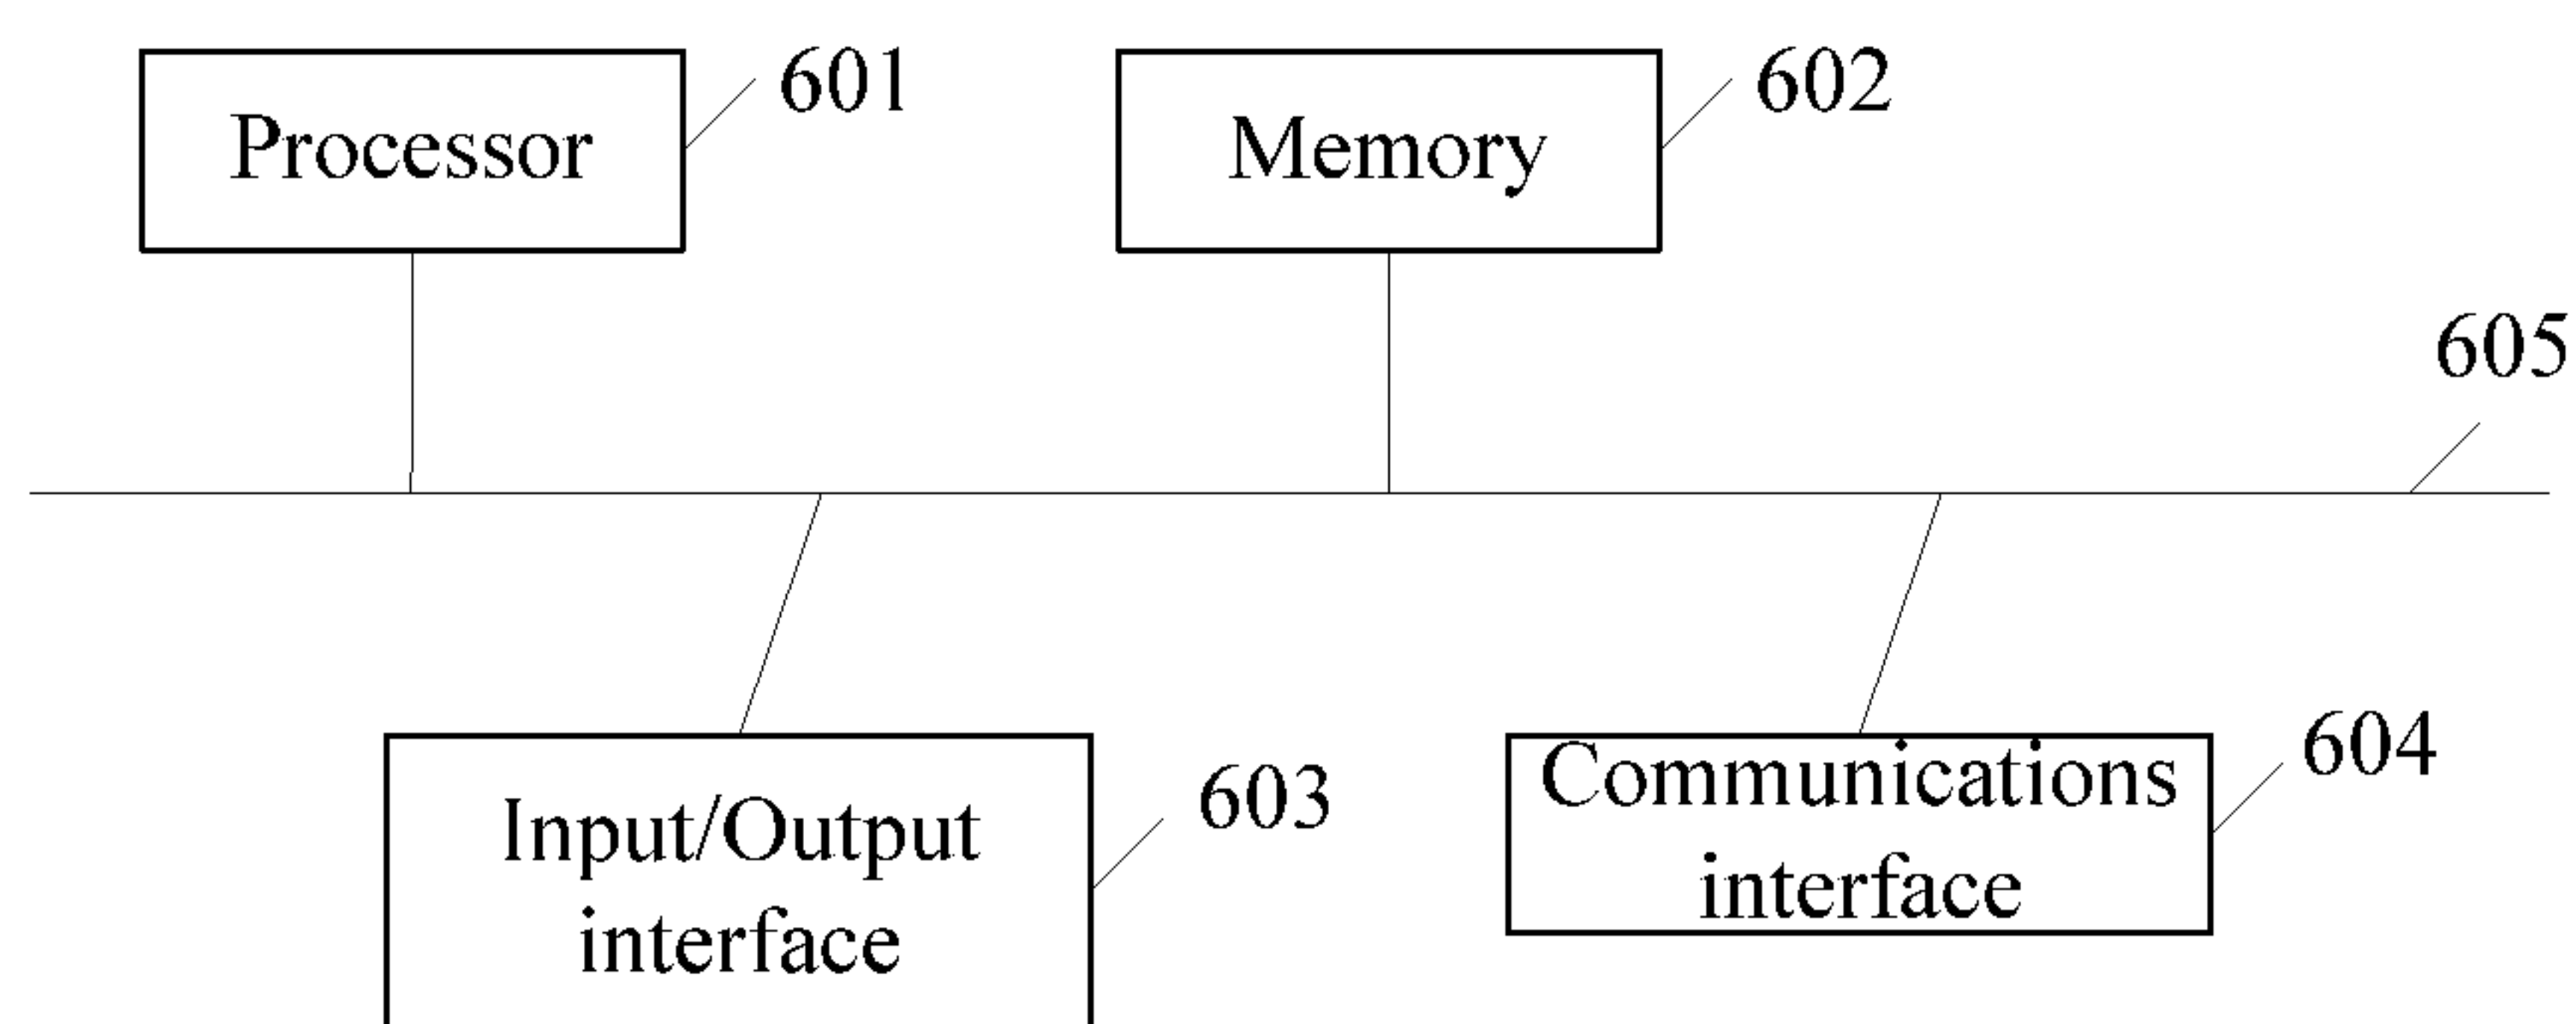 Processor
601
Memory
602
605
Input/Output
interface
603
Communications
interface
604